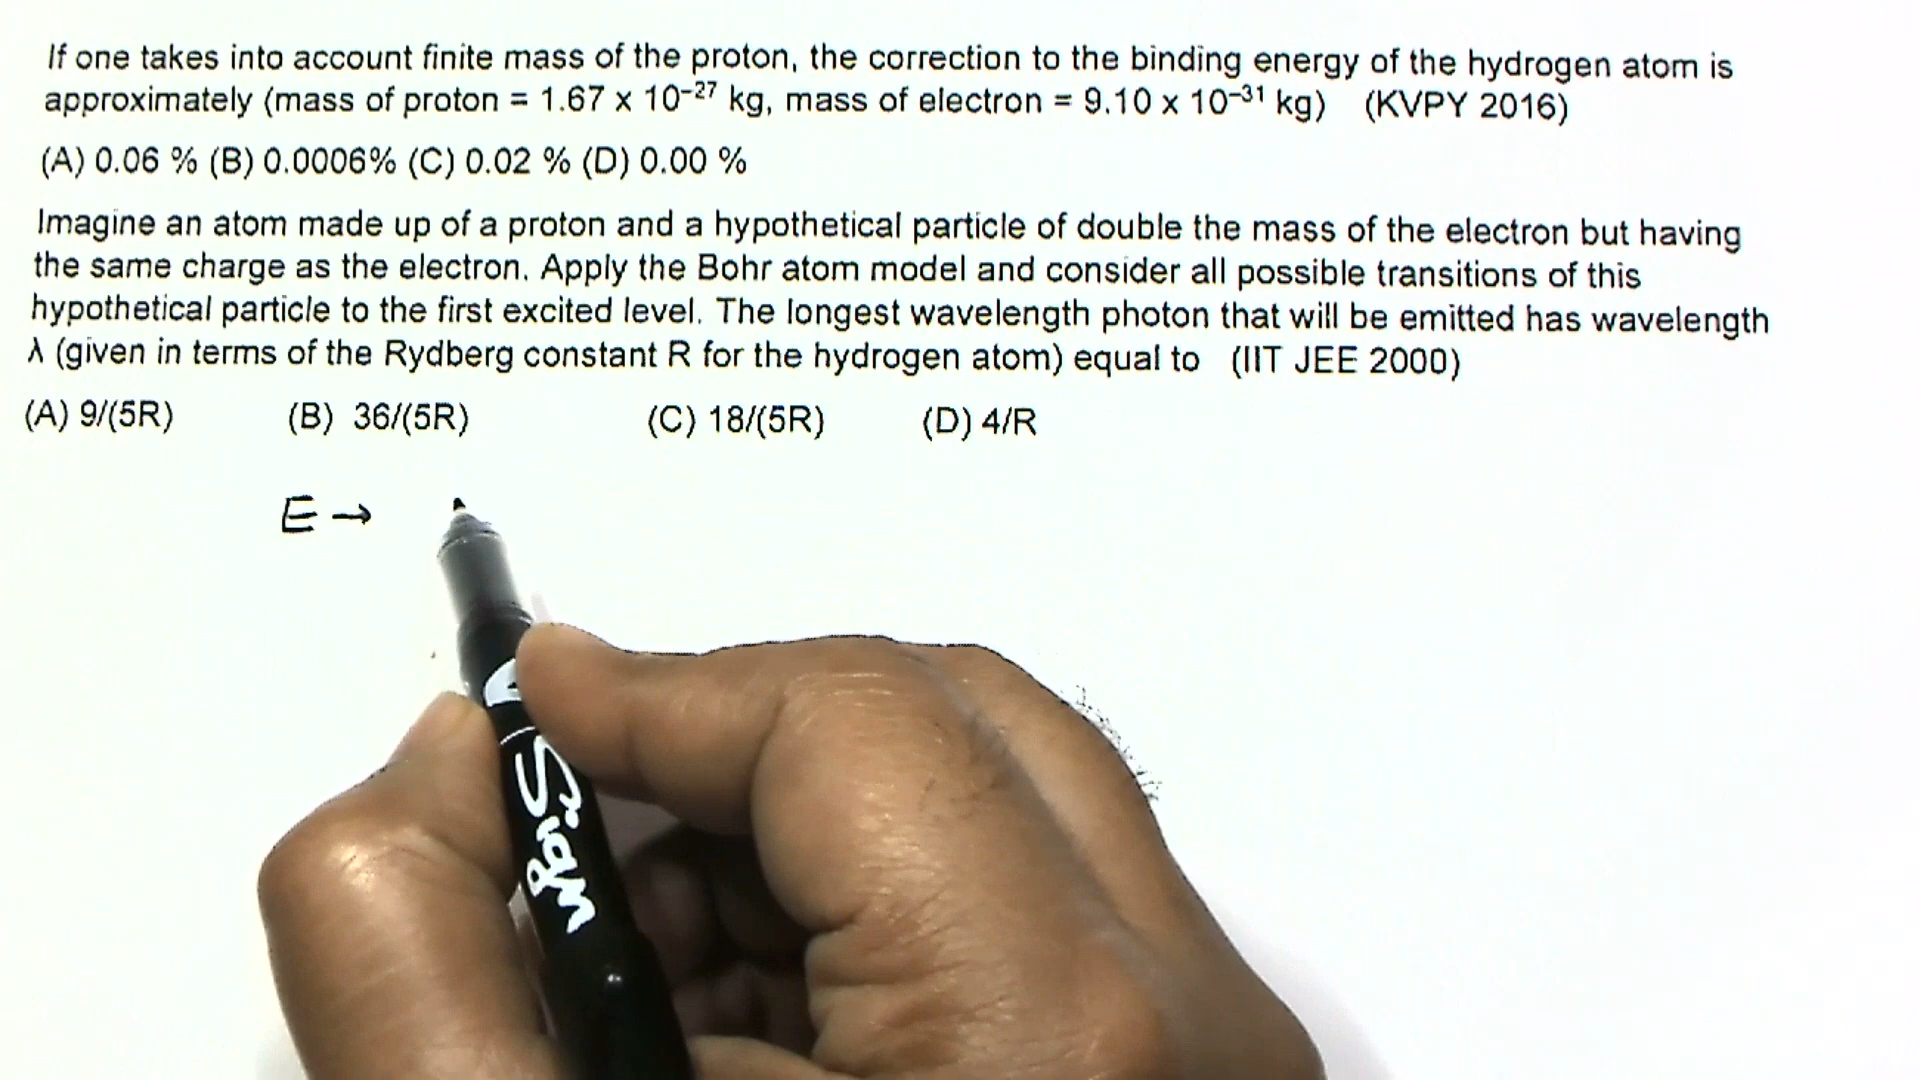 If one takes into account finite mass of the proton, the correction to the binding energy of the hydrogen atom is
approximately (mass of proton = 1.67 x 10⁻²⁷ kg, mass of electron = 9.10 x 10⁻³¹ kg) (KVPY 2016)
(A) 0.06 % (B) 0.0006% (C) 0.02 % (D) 0.00 %
Imagine an atom made up of a proton and a hypothetical particle of double the mass of the electron but having
the same charge as the electron. Apply the Bohr atom model and consider all possible transitions of this
hypothetical particle to the first excited level. The longest wavelength photon that will be emitted has wavelength
λ (given in terms of the Rydberg constant R for the hydrogen atom) equal to (IIT JEE 2000)
(A) 9/(5R) (B) 36/(5R) (C) 18/(5R) (D) 4/R
E →